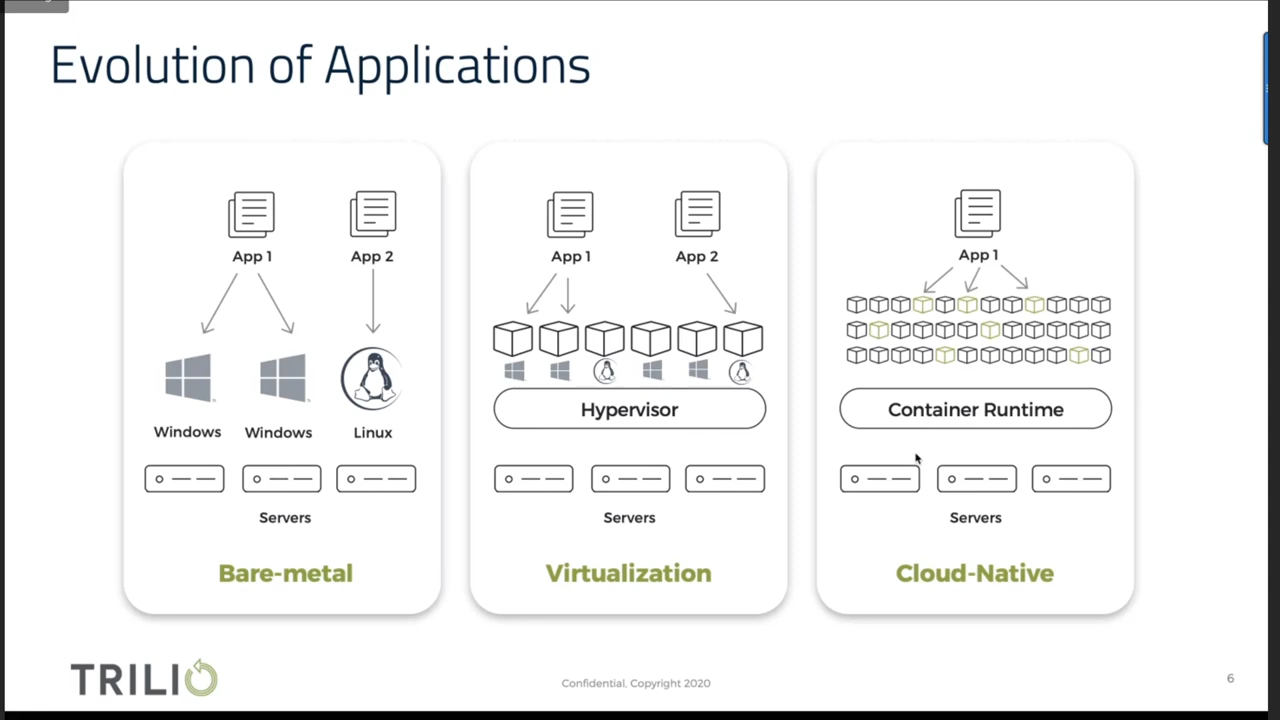 Evolution of Applications
App 1
App 2
Windows
Windows
Linux
Servers
Bare-metal
App 1
App 2
Hypervisor
Servers
Virtualization
App 1
Container Runtime
Servers
Cloud-Native
TRILIO
Confidential, Copyright 2020
6